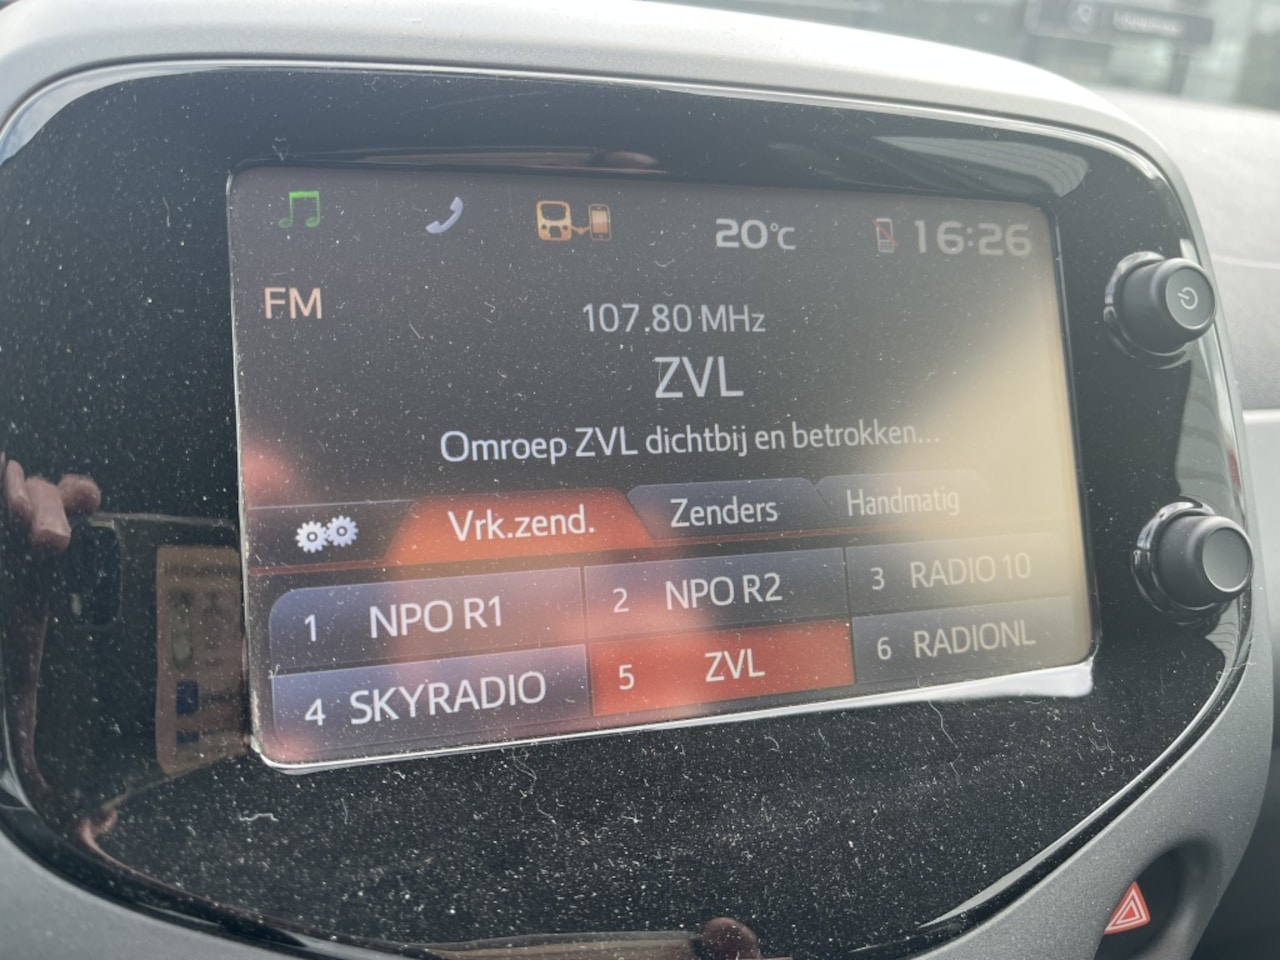 20°C
16:26
FM
107.80 MHz
ZVL
Omroep ZVL dichtbij en betrokken...
Vrk.zend.
Zenders
Handmatig
1 NPO R1
2 NPO R2
3 RADIO 10
4 SKYRADIO
5 ZVL
6 RADIONL